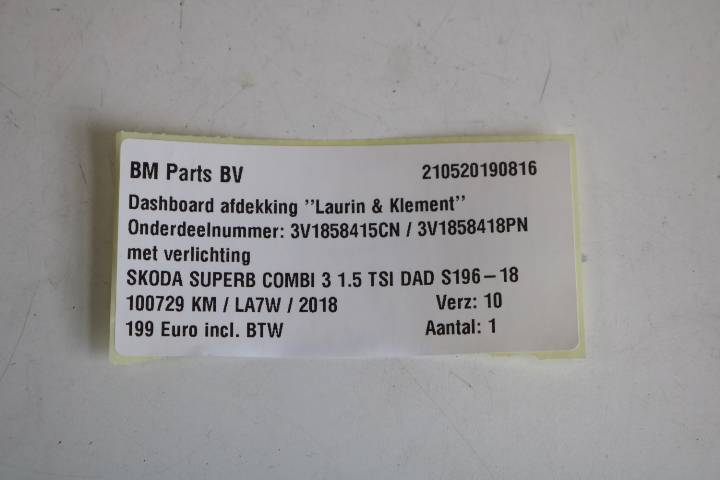 BM Parts BV 210520190816
Dashboard afdekking ''Laurin & Klement''
Onderdeelnummer: 3V1858415CN / 3V1858418PN
met verlichting
SKODA SUPERB COMBI 3 1.5 TSI DAD S196-18
100729 KM / LA7W / 2018 Verz: 10
199 Euro incl. BTW Aantal: 1